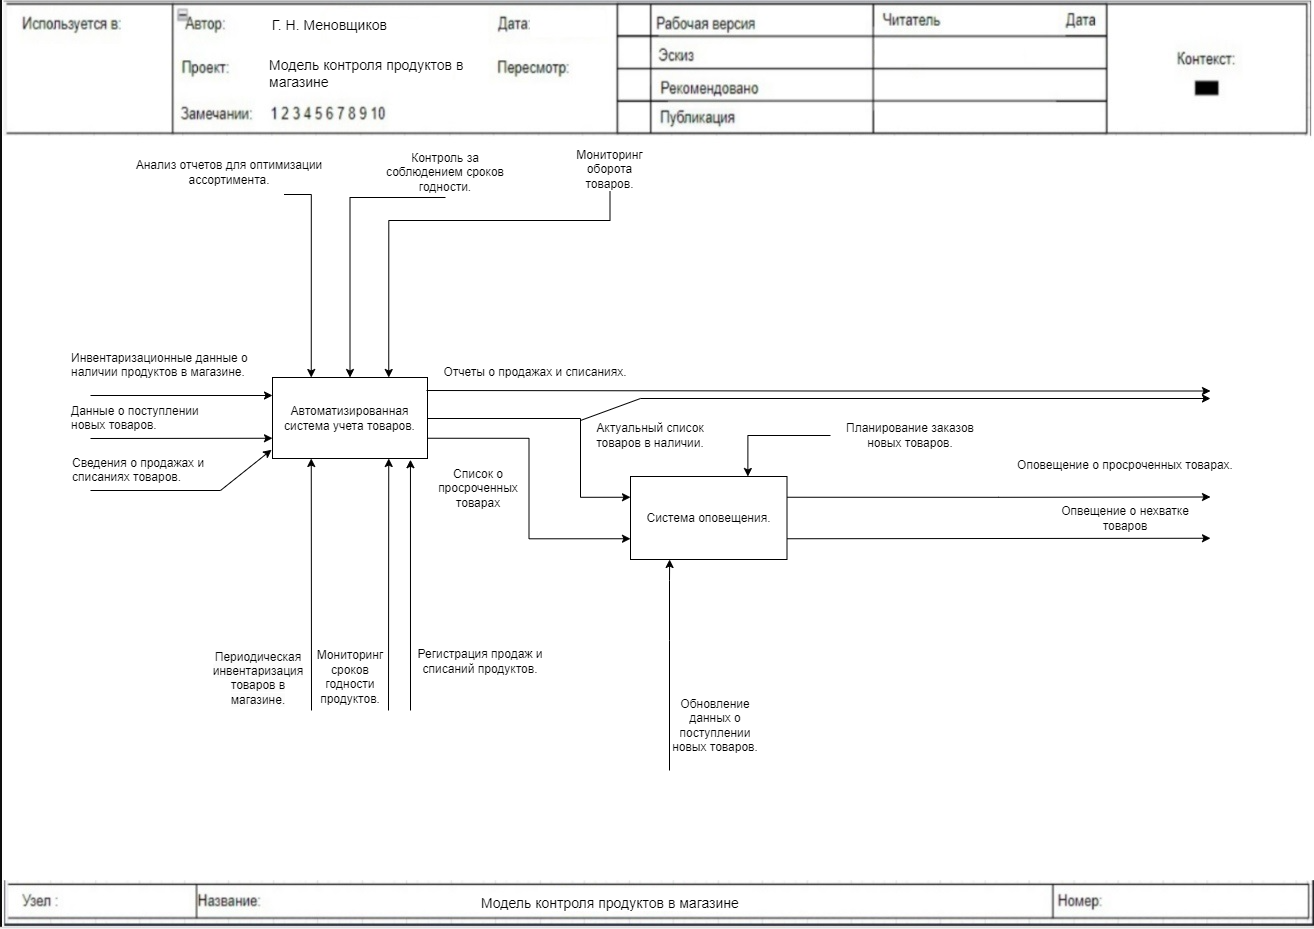 Используется в:
Автор:
Г. Н. Меновщиков
Дата:
Проект:
Модель контроля продуктов в
магазине
Пересмотр:
Замечании:
1 2 3 4 5 6 7 8 9 10
Рабочая версия
Эскиз
Рекомендовано
Публикация
Читатель
Дата
Контекст:
Анализ отчетов для оптимизации
ассортимента.
Контроль за
соблюдением сроков
годности.
Мониторинг
оборота
товаров.
Инвентаризационные данные о
наличии продуктов в магазине.
Данные о поступлении
новых товаров.
Сведения о продажах и
списаниях товаров.
Автоматизированная
система учета товаров.
Отчеты о продажах и списаниях.
Актуальный список
товаров в наличии.
Список о
просроченных
товарах
Планирование заказов
новых товаров.
Система оповещения.
Оповещение о просроченных товарах.
Опвещение о нехватке
товаров
Периодическая
инвентаризация
товаров в
магазине.
Мониторинг
сроков
годности
продуктов.
Регистрация продаж и
списаний продуктов.
Обновление
данных о
поступлении
новых товаров.
Узел :
Название:
Модель контроля продуктов в магазине
Номер: